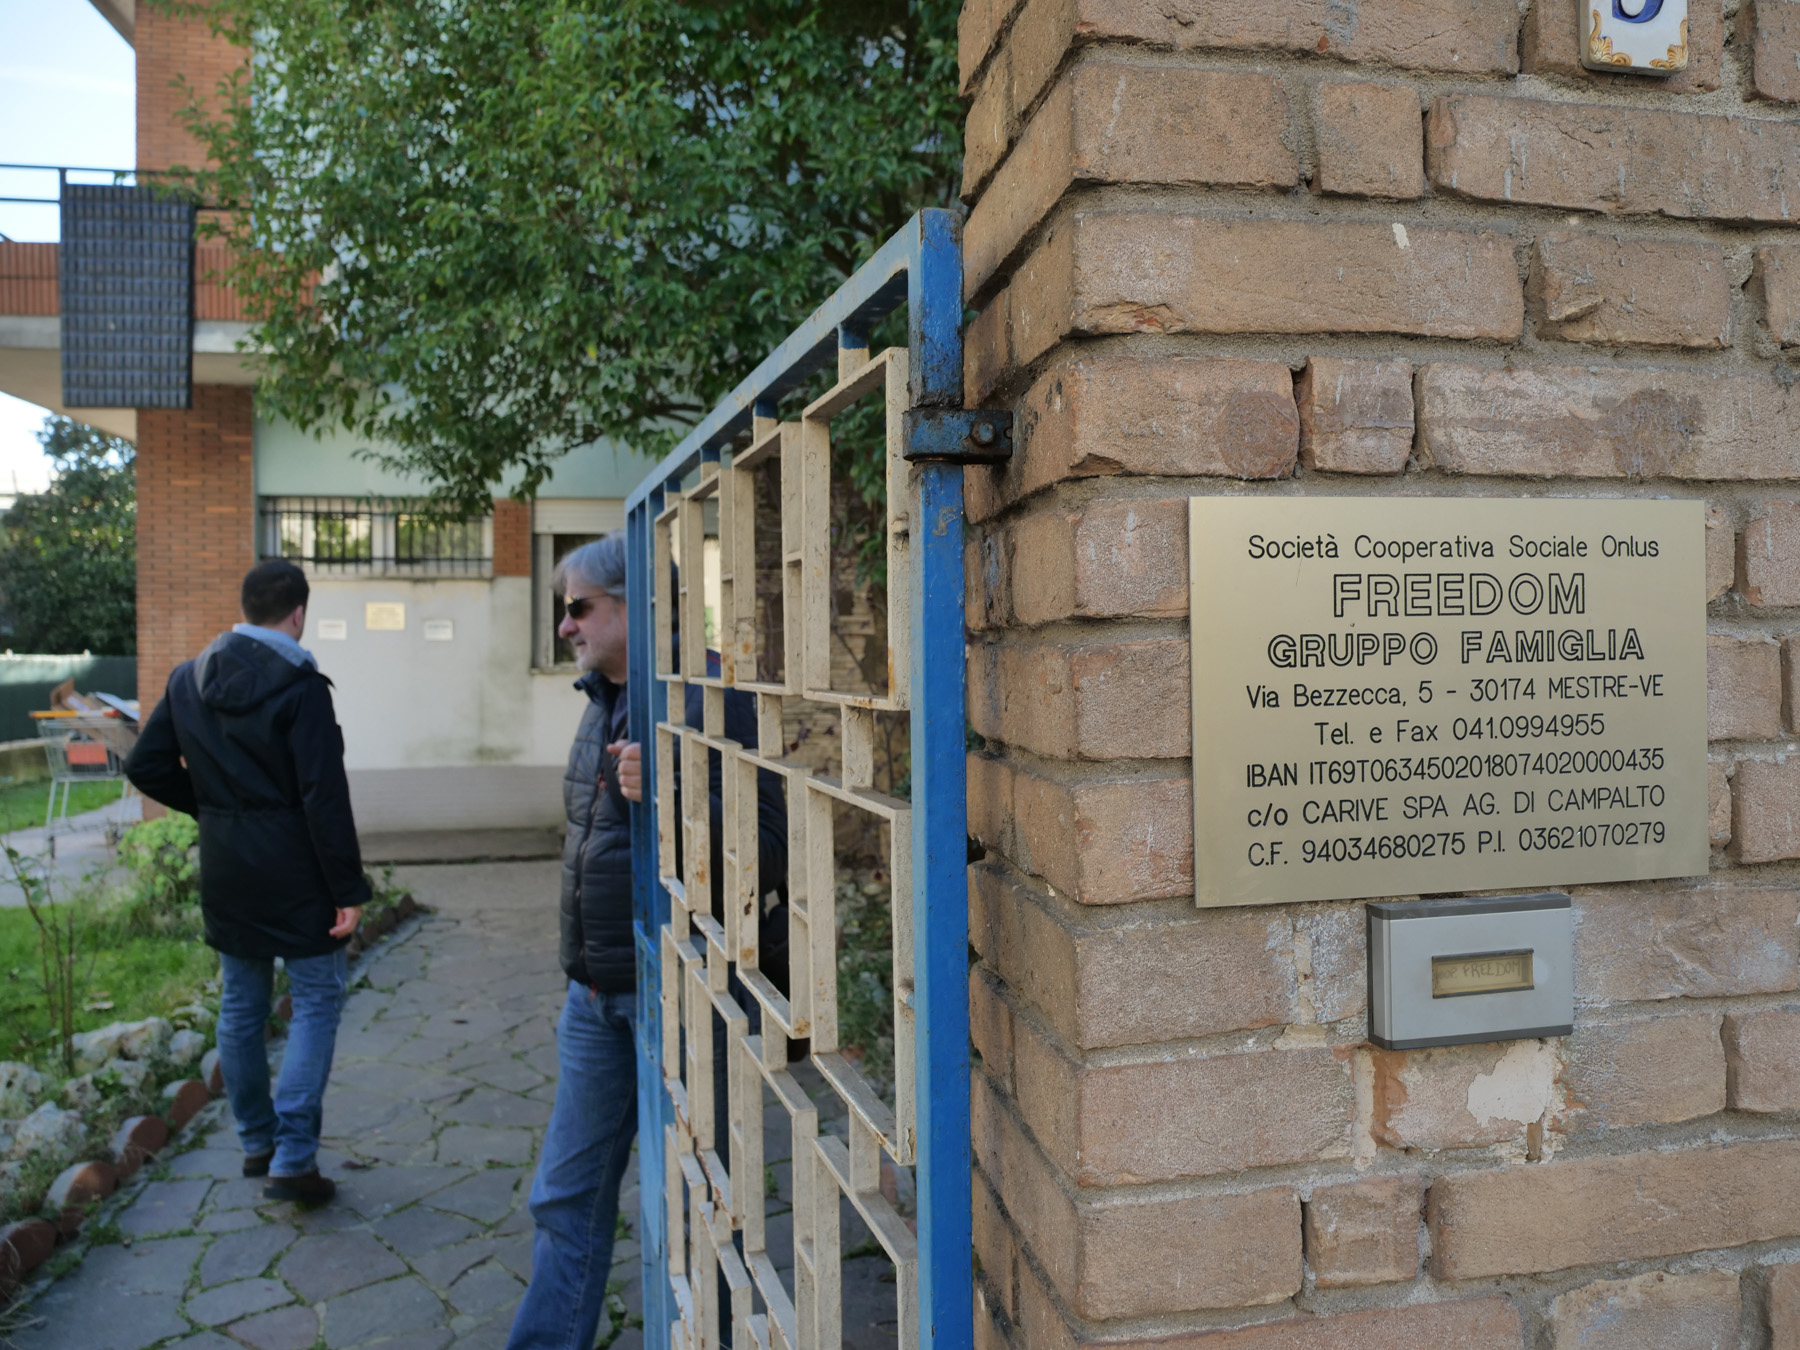 5
Società Cooperativa Sociale Onlus
FREEDOM
GRUPPO FAMIGLIA
Via Bezzecca, 5 - 30174 MESTRE-VE
Tel. e Fax 041.0994955
IBAN IT69T0634502018074020000435
c/o CARIVE SPA AG. DI CAMPALTO
C.F. 94034680275 P.I. 03621070279
FREEDOM